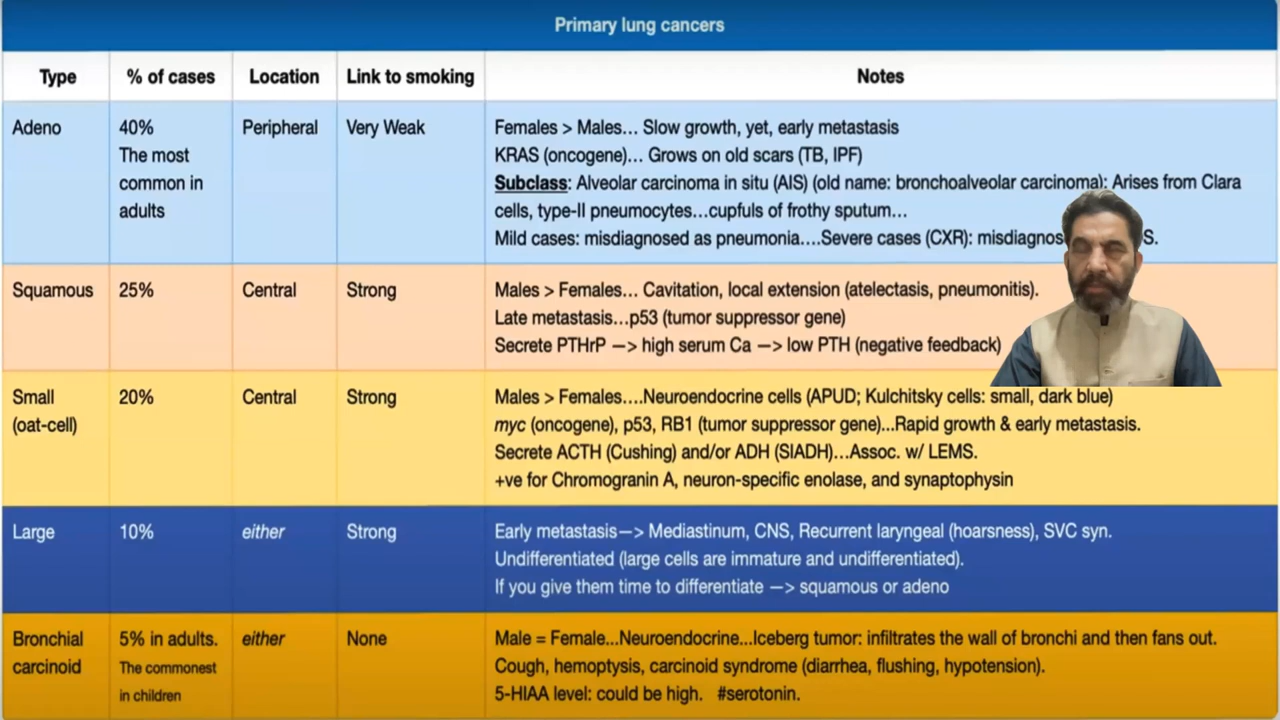 Primary lung cancers
Type % of cases Location Link to smoking Notes
Adeno 40% Peripheral Very Weak Females > Males… Slow growth, yet, early metastasis
The most KRAS (oncogene)… Grows on old scars (TB, IPF)
common in Subclass: Alveolar carcinoma in situ (AIS) (old name: bronchoalveolar carcinoma): Arises from Clara
adults cells, type-II pneumocytes…cupfuls of frothy sputum…
Mild cases: misdiagnosed as pneumonia….Severe cases (CXR):
Squamous 25% Central Strong Males > Females… Cavitation, local extension (atelectasis, pneumonitis).
Late metastasis…p53 (tumor suppressor gene)
Secrete PTHrP —> high serum Ca —> low PTH (negative feedback)
Small 20% Central Strong Males > Females….Neuroendocrine cells (APUD; Kulchitsky cells: small, dark blue)
(oat-cell) myc (oncogene), p53, RB1 (tumor suppressor gene)...Rapid growth & early metastasis.
Secrete ACTH (Cushing) and/or ADH (SIADH)…Assoc. w/ LEMS.
+ve for Chromogranin A, neuron-specific enolase, and synaptophysin
Large 10% either Strong Early metastasis—> Mediastinum, CNS, Recurrent laryngeal (hoarsness), SVC syn.
Undifferentiated (large cells are immature and undifferentiated).
If you give them time to differentiate —> squamous or adeno
Bronchial 5% in adults. either None Male = Female...Neuroendocrine...Iceberg tumor: infiltrates the wall of bronchi and then fans out.
carcinoid The commonest Cough, hemoptysis, carcinoid syndrome (diarrhea, flushing, hypotension).
in children 5-HIAA level: could be high. #serotonin.